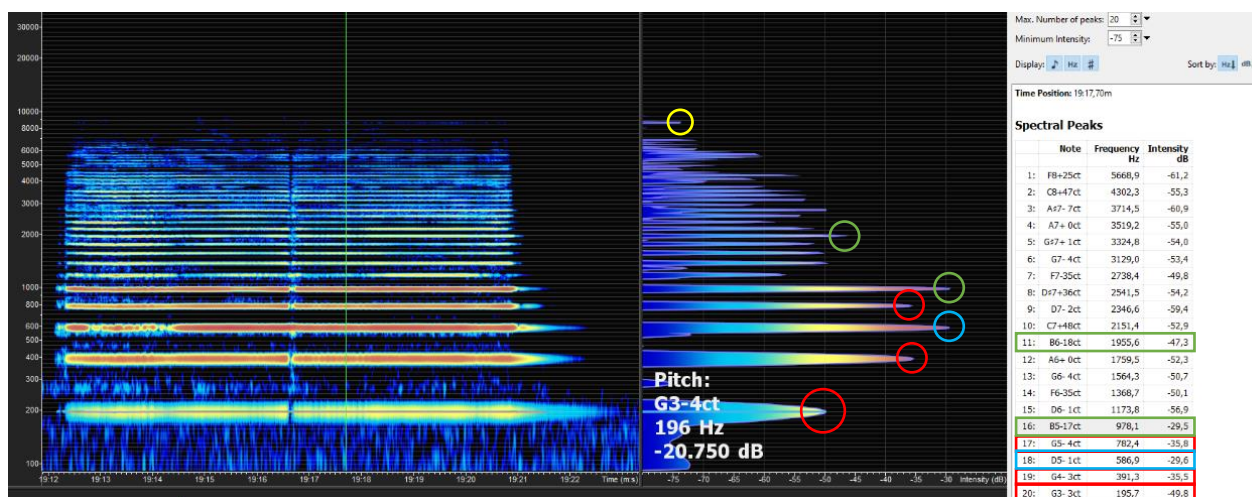 30000
20000
10000
8000
6000
5000
4000
3000
2000
1000
800
600
500
400
300
200
100
19:12 19:13 19:14 19:15 19:16 19:17 19:18 19:19 19:20 19:21 19:22 Time (m:s)
Pitch:
G3-4ct
196 Hz
-20.750 dB
-75 -70 -65 -60 -55 -50 -45 -40 -35 -30 Intensity (dB)
Max. Number of peaks: 20
Minimum Intensity: -75
Display: Hz # Sort by: Hz dB
Time Position: 19:17,70m
Spectral Peaks
Note Frequency Hz Intensity dB
1: F8+25ct 5668,9 -61,2
2: C8+47ct 4302,3 -55,3
3: A♯7- 7ct 3714,5 -60,9
4: A7+ 0ct 3519,2 -55,0
5: G♯7+ 1ct 3324,8 -54,0
6: G7- 4ct 3129,0 -53,4
7: F7-35ct 2738,4 -49,8
8: D♯7+36ct 2541,5 -54,2
9: D7- 2ct 2346,6 -59,4
10: C7+48ct 2151,4 -52,9
11: B6-18ct 1955,6 -47,3
12: A6+ 0ct 1759,5 -52,3
13: G6- 4ct 1564,3 -50,7
14: F6-35ct 1368,7 -50,1
15: D6- 1ct 1173,8 -56,9
16: B5-17ct 978,1 -29,5
17: G5- 4ct 782,4 -35,8
18: D5- 1ct 586,9 -29,6
19: G4- 3ct 391,3 -35,5
20: G3- 3ct 195,7 -49,8